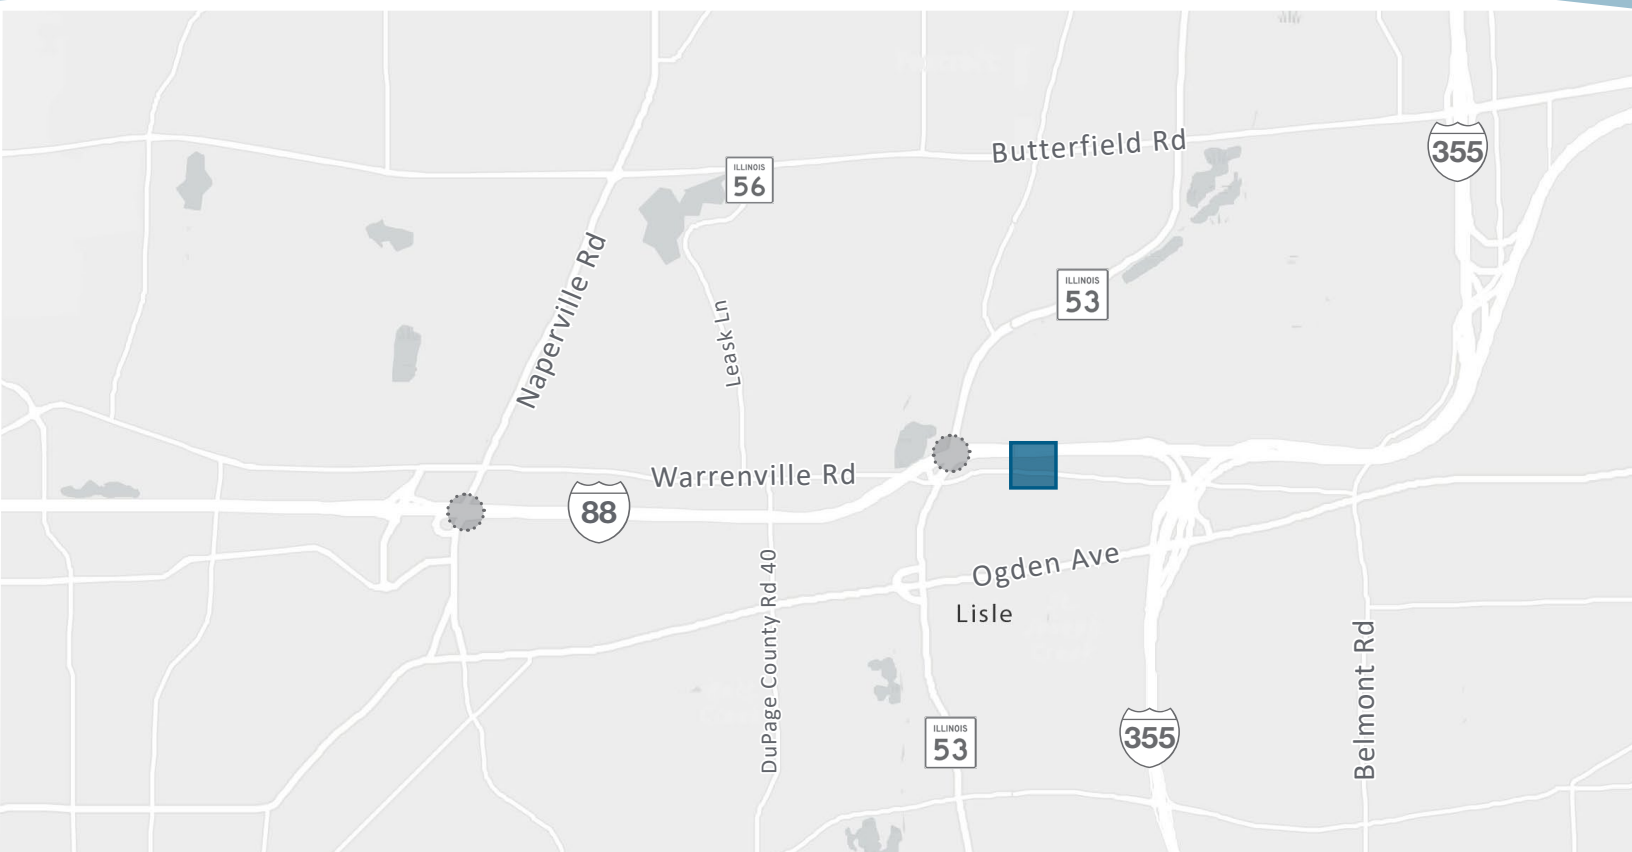 Butterfield Rd
355
ILLINOIS
56
Naperville Rd
ILLINOIS
53
Leask Ln
Warrenville Rd
88
Ogden Ave
DuPage County Rd 40
Lisle
Belmont Rd
ILLINOIS
53
355